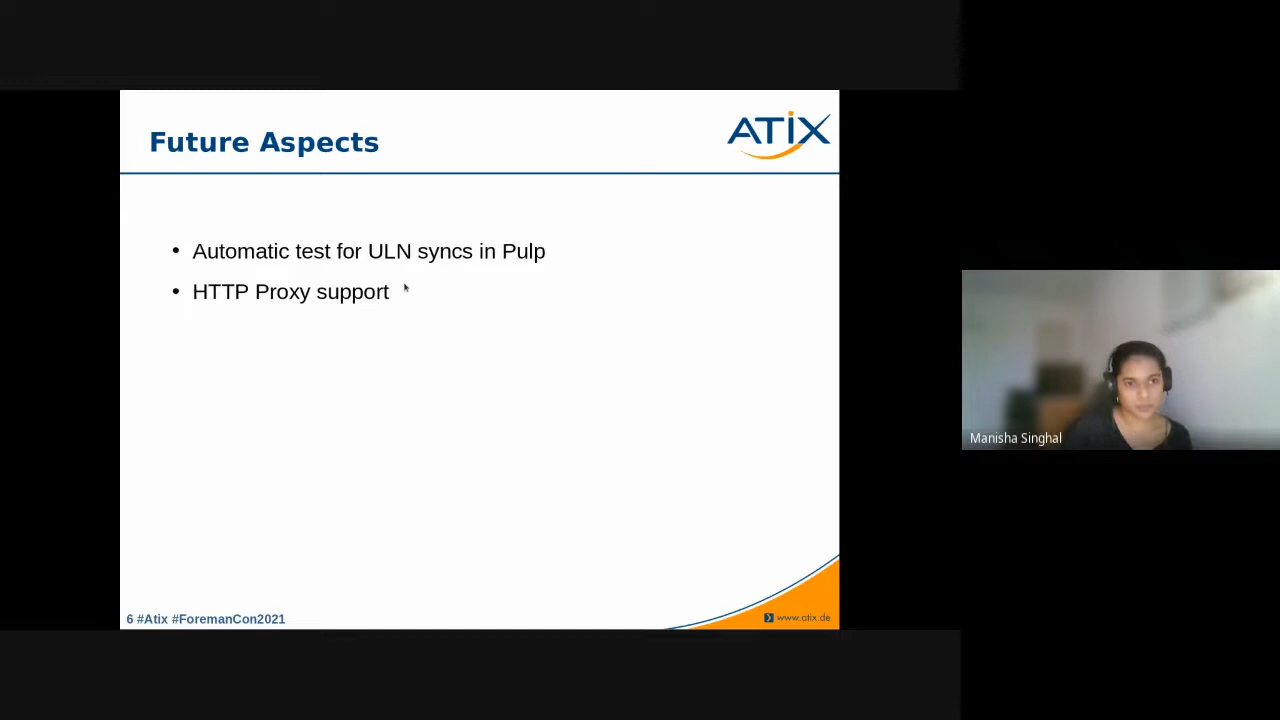 Future Aspects
ATIX
• Automatic test for ULN syncs in Pulp
• HTTP Proxy support
Manisha Singhal
6 #Atix #ForemanCon2021
www.atix.de